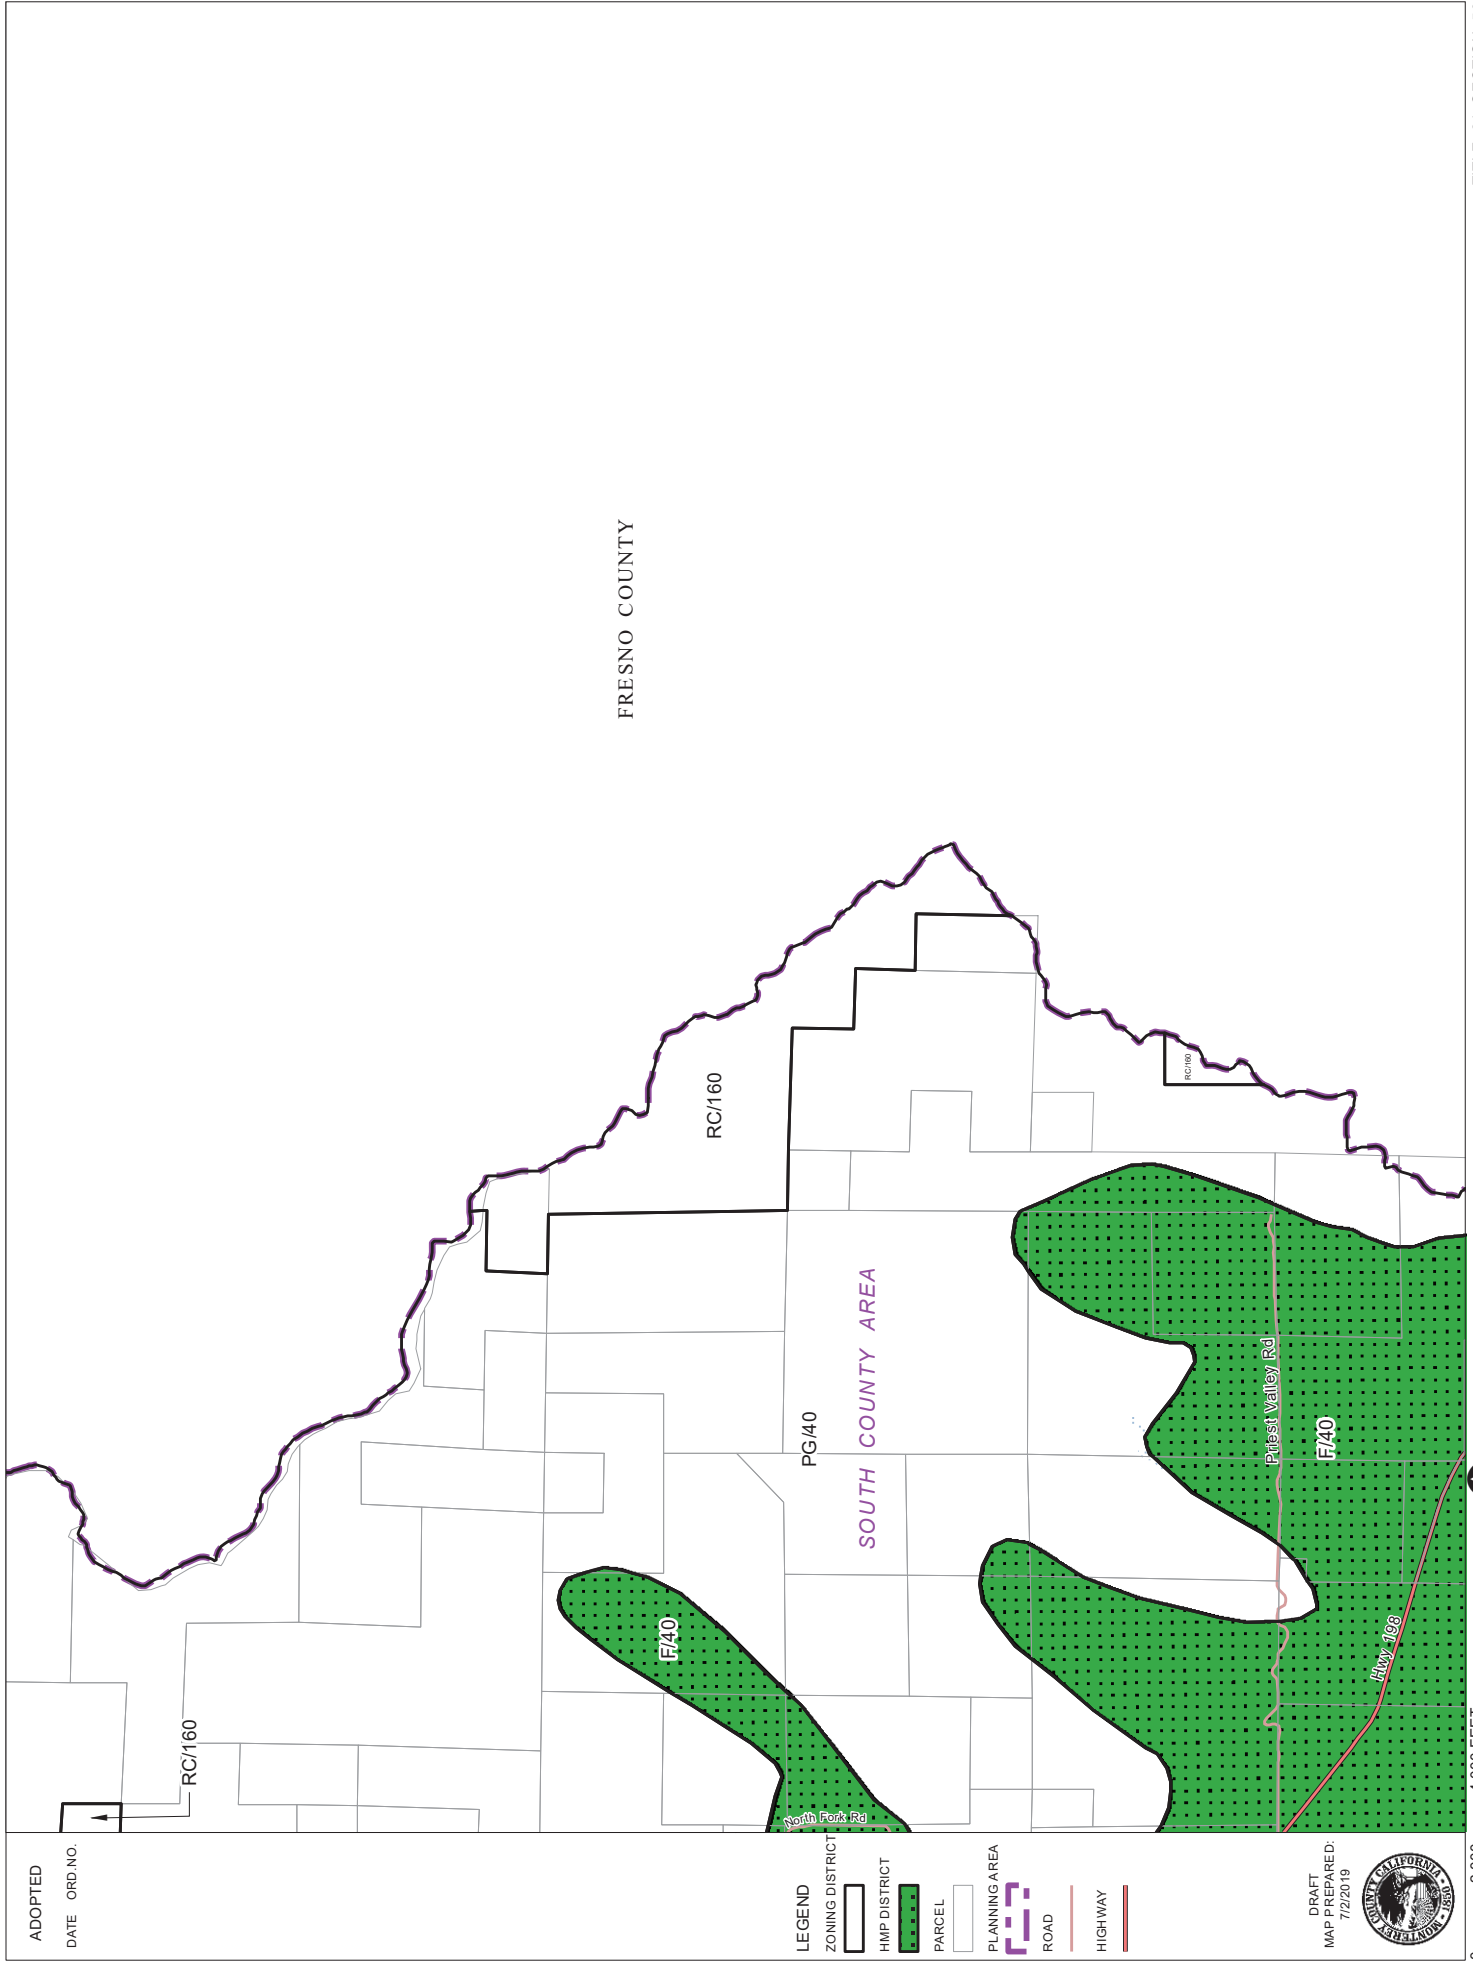 FRESNO COUNTY
RC/160
RC/160
RC/160
PG/40
SOUTH COUNTY AREA
F/40
F/40
Priest Valley Rd
Hwy 198
North Fork Rd
ADOPTED
DATE ORD.NO.
LEGEND
ZONING DISTRICT
HMP DISTRICT
PARCEL
PLANNING AREA
ROAD
HIGHWAY
DRAFT
MAP PREPARED:
7/2/2019
MONTEREY COUNTY CALIFORNIA · 1850 ·